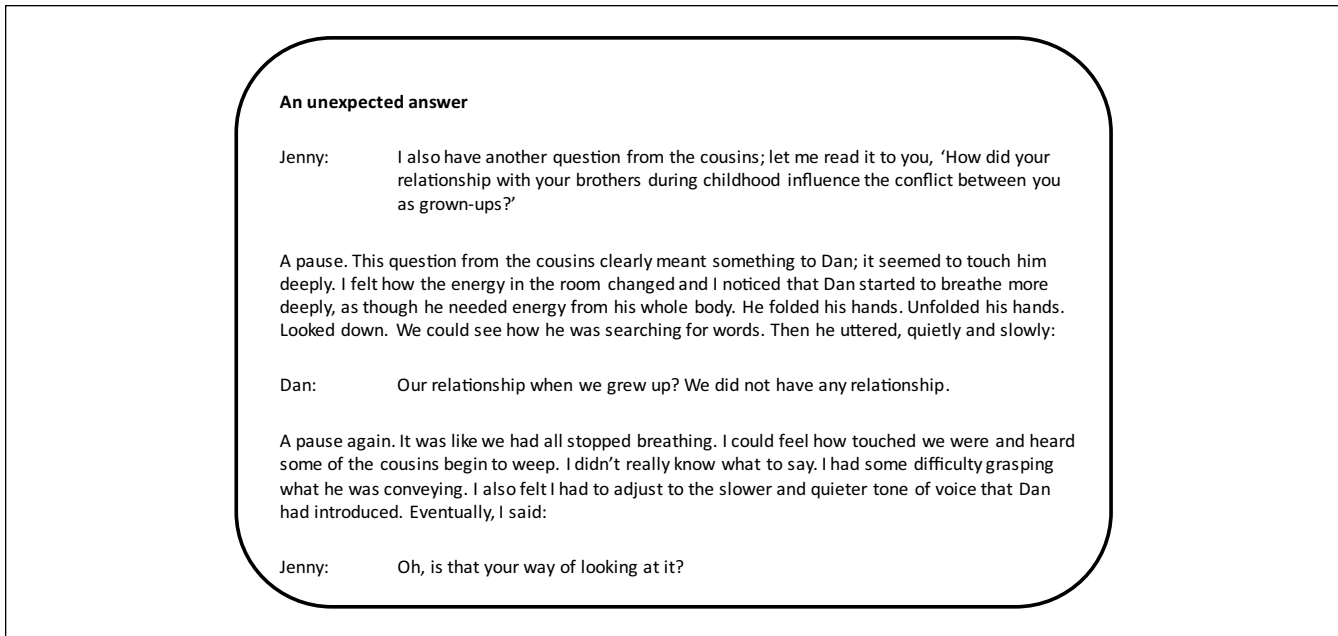 An unexpected answer
Jenny: I also have another question from the cousins; let me read it to you, ‘How did your
relationship with your brothers during childhood influence the conflict between you
as grown-ups?’
A pause. This question from the cousins clearly meant something to Dan; it seemed to touch him
deeply. I felt how the energy in the room changed and I noticed that Dan started to breathe more
deeply, as though he needed energy from his whole body. He folded his hands. Unfolded his hands.
Looked down. We could see how he was searching for words. Then he uttered, quietly and slowly:
Dan: Our relationship when we grew up? We did not have any relationship.
A pause again. It was like we had all stopped breathing. I could feel how touched we were and heard
some of the cousins begin to weep. I didn’t really know what to say. I had some difficulty grasping
what he was conveying. I also felt I had to adjust to the slower and quieter tone of voice that Dan
had introduced. Eventually, I said:
Jenny: Oh, is that your way of looking at it?